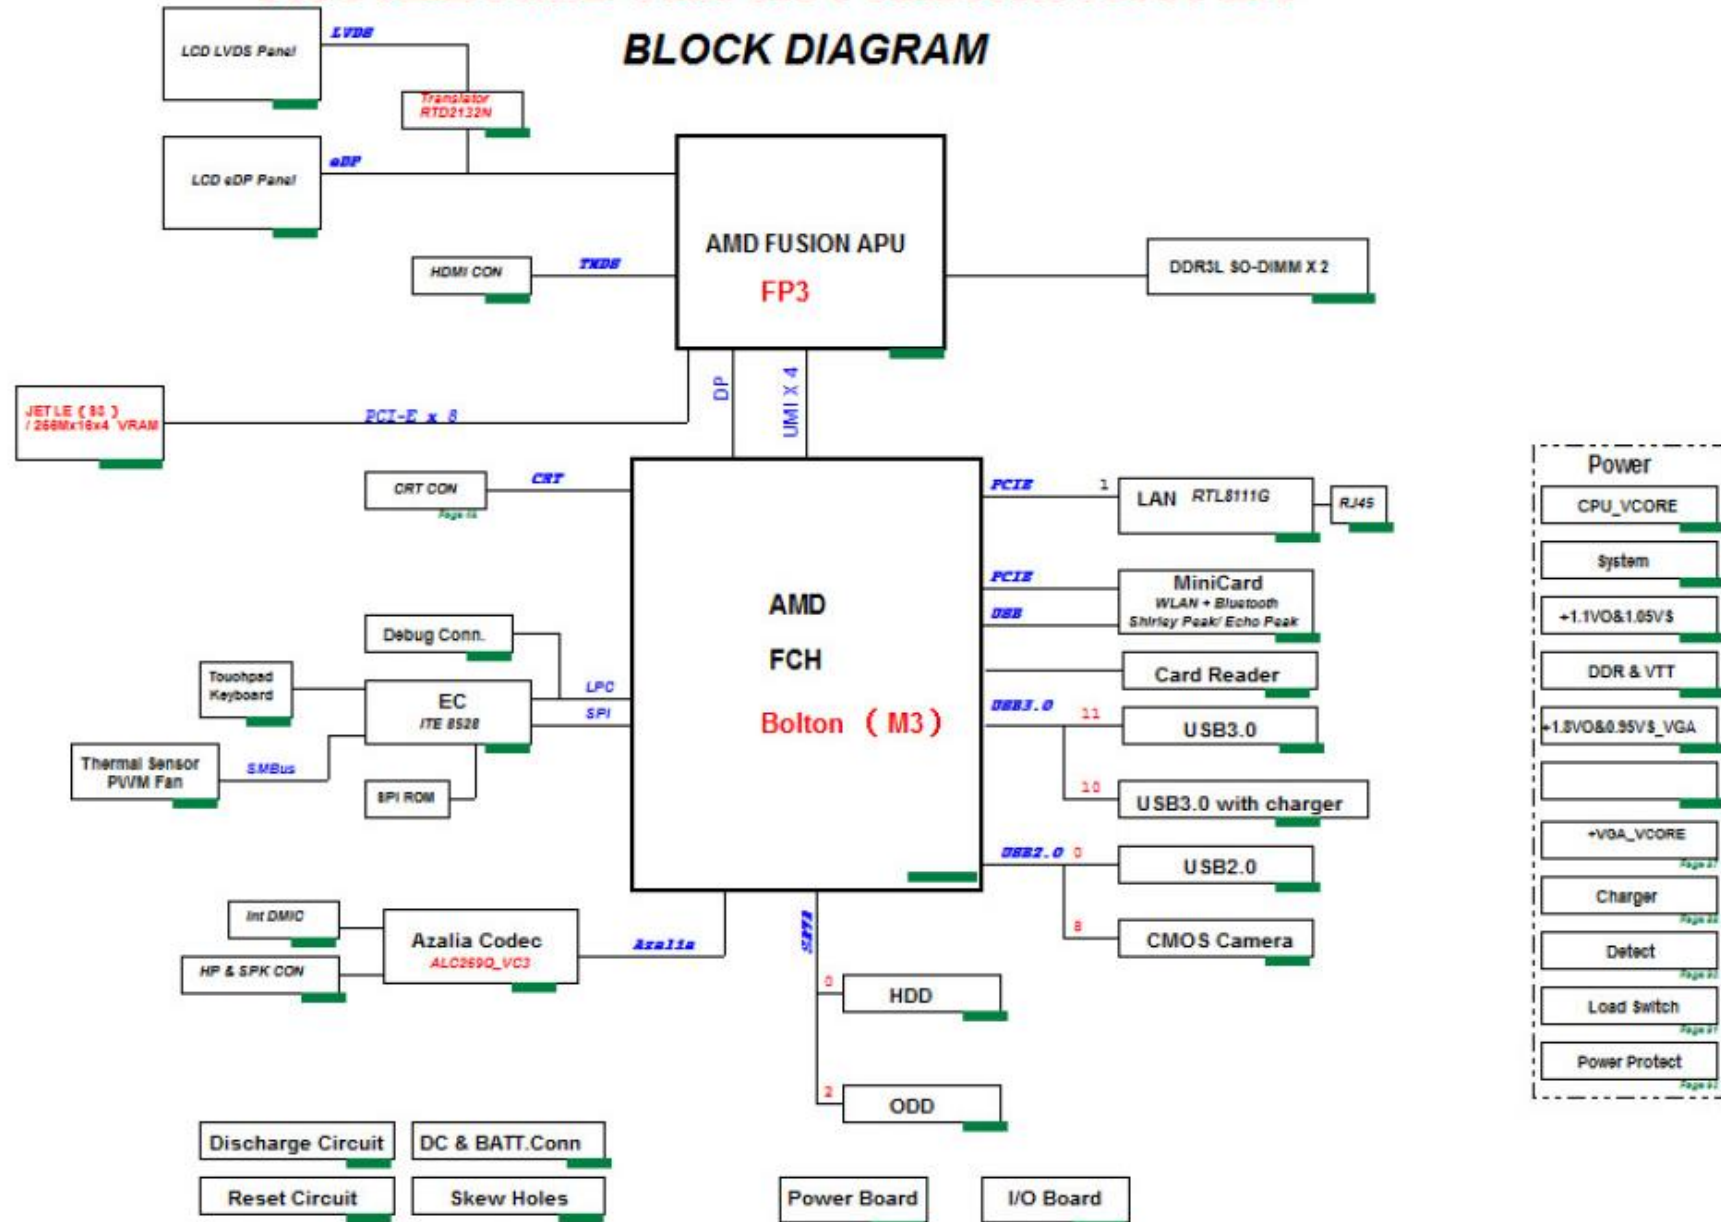 BLOCK DIAGRAM
LCD LVDS Panel
LVDS
Translator
RTD2132N
LCD eDP Panel
eDP
AMD FUSION APU
FP3
HDMI CON
TMDS
DDR3L SO-DIMM X 2
DP
UMI X 4
JET LE ( S3 )
/ 256Mx16x4 VRAM
PCI-E x 8
CRT CON
CRT
AMD
FCH
Bolton ( M3 )
PCIE
1
LAN RTL8111G
RJ45
PCIE
USB
MiniCard
WLAN + Bluetooth
Shirley Peak/ Echo Peak
Card Reader
USB3.0
11
USB3.0
10
USB3.0 with charger
USB2.0
0
USB2.0
8
CMOS Camera
Debug Conn.
Touchpad
Keyboard
EC
ITE 8528
LPC
SPI
Thermal Sensor
PWM Fan
SMBus
SPI ROM
Int DMIC
HP & SPK CON
Azalia Codec
ALC269Q_VC3
Azalia
SATA
0
HDD
2
ODD
Discharge Circuit
DC & BATT.Conn
Reset Circuit
Skew Holes
Power Board
I/O Board
Power
CPU_VCORE
System
+1.1VO&1.05VS
DDR & VTT
+1.8VO&0.95VS_VGA
+VGA_VCORE
Charger
Detect
Load Switch
Power Protect